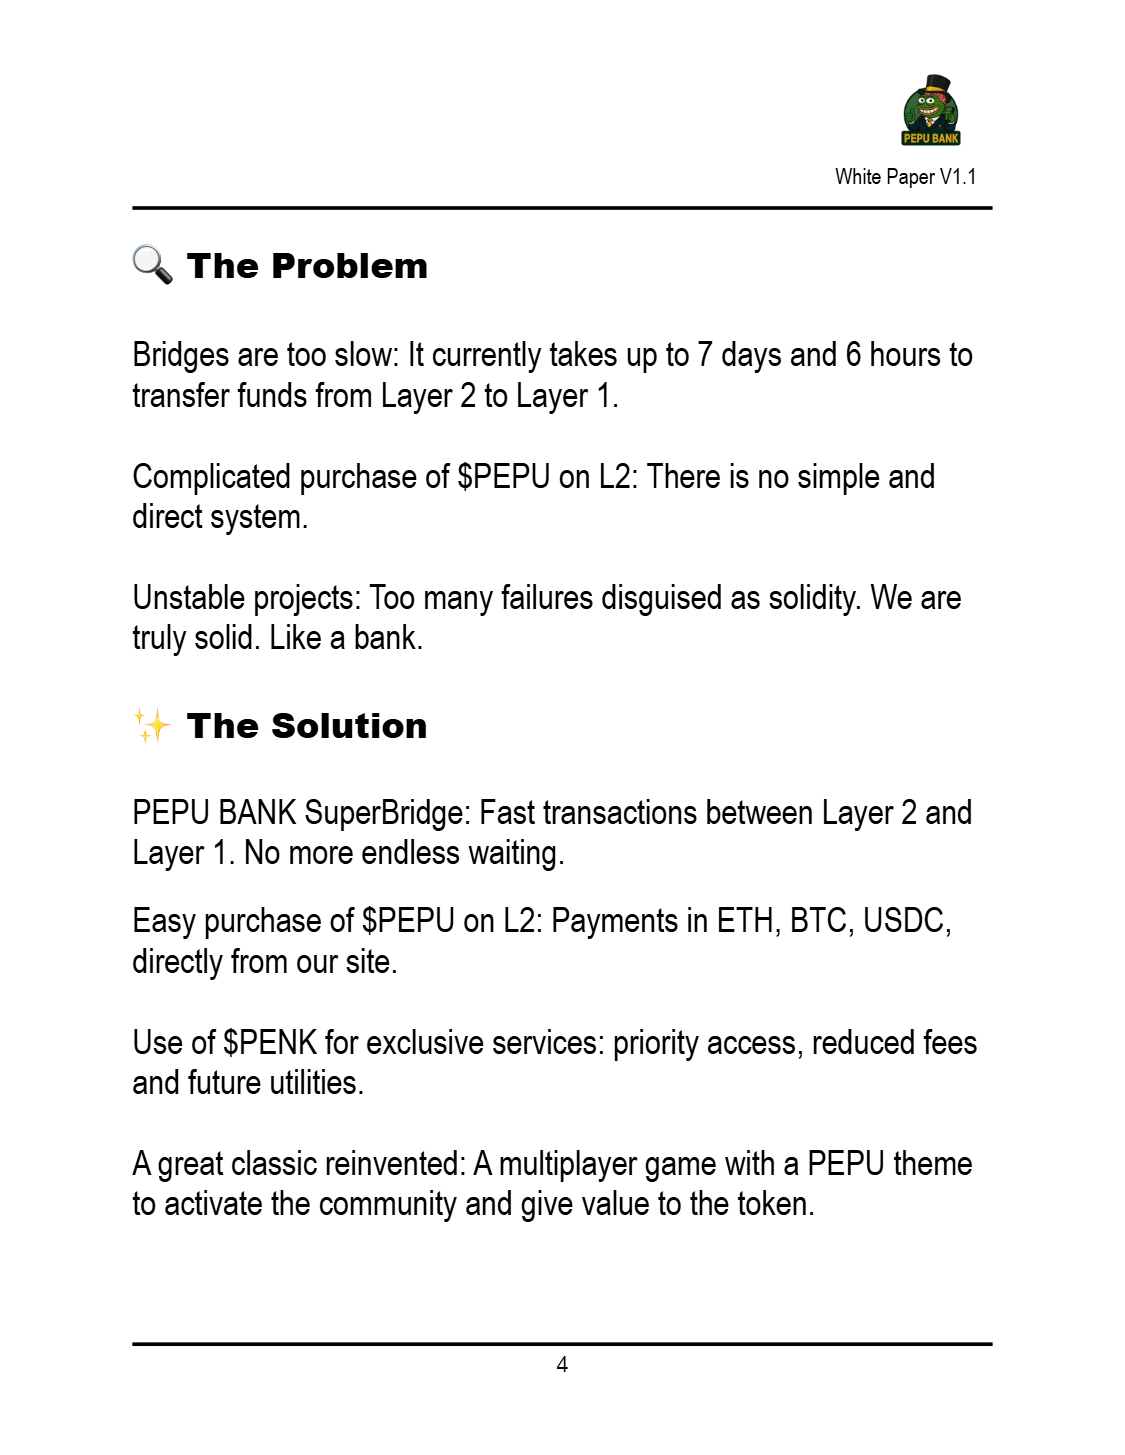 PEPU BANK
White Paper V1.1
🔍 The Problem
Bridges are too slow: It currently takes up to 7 days and 6 hours to
transfer funds from Layer 2 to Layer 1.
Complicated purchase of $PEPU on L2: There is no simple and
direct system.
Unstable projects: Too many failures disguised as solidity. We are
truly solid. Like a bank.
✨ The Solution
PEPU BANK SuperBridge: Fast transactions between Layer 2 and
Layer 1. No more endless waiting.
Easy purchase of $PEPU on L2: Payments in ETH, BTC, USDC,
directly from our site.
Use of $PENK for exclusive services: priority access, reduced fees
and future utilities.
A great classic reinvented: A multiplayer game with a PEPU theme
to activate the community and give value to the token.
4